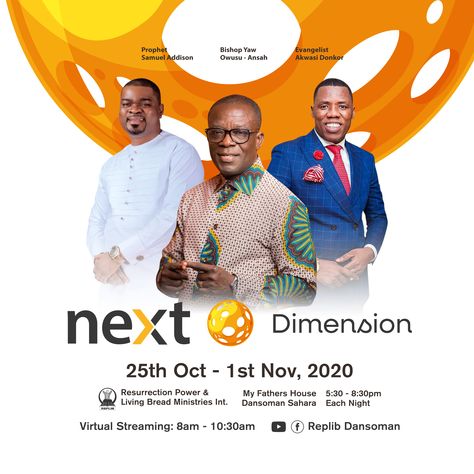 Prophet
Samuel Addison
Bishop Yaw
Owusu - Ansah
Evangelist
Akwasi Donkor
next Dimension
25th Oct - 1st Nov, 2020
REPLIB
Resurrection Power &
Living Bread Ministries Int.
My Fathers House
Dansoman Sahara
5:30 - 8:30pm
Each Night
Virtual Streaming: 8am - 10:30am
Replib Dansoman